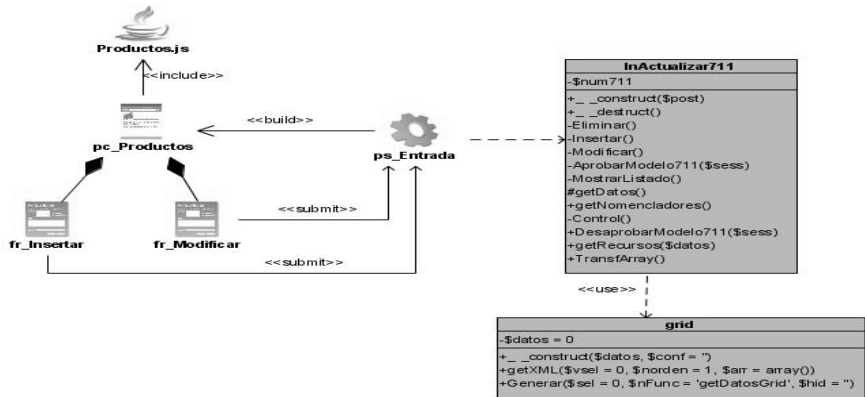 Productos.js
<<include>>
pc_Productos
<<build>>
ps_Entrada
fr_Insertar
fr_Modificar
<<submit>>
<<submit>>
InActualizar711
-$num711
+_ _construct($post)
+_ _destruct()
-Eliminar()
-Insertar()
-Modificar()
-AprobarModelo711($sess)
-MostrarListado()
#getDatos()
+getNomencladores()
-Control()
+DesaprobarModelo711($sess)
+getRecursos($datos)
+TransfArray()
<<use>>
grid
-$datos = 0
+_ _construct($datos, $conf = '')
+getXML($vsel = 0, $norden = 1, $arr = array())
+Generar($sel = 0, $nFunc = 'getDatosGrid', $hid = '')